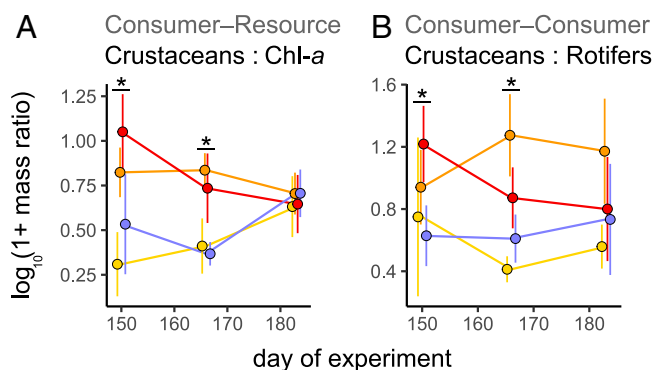 A
Consumer–Resource
Crustaceans : Chl-a
B
Consumer–Consumer
Crustaceans : Rotifers
log10(1+ mass ratio)
1.25
1.00
0.75
0.50
0.25
*
*
150
160
170
180
1.6
1.2
0.8
0.4
*
*
150
160
170
180
day of experiment